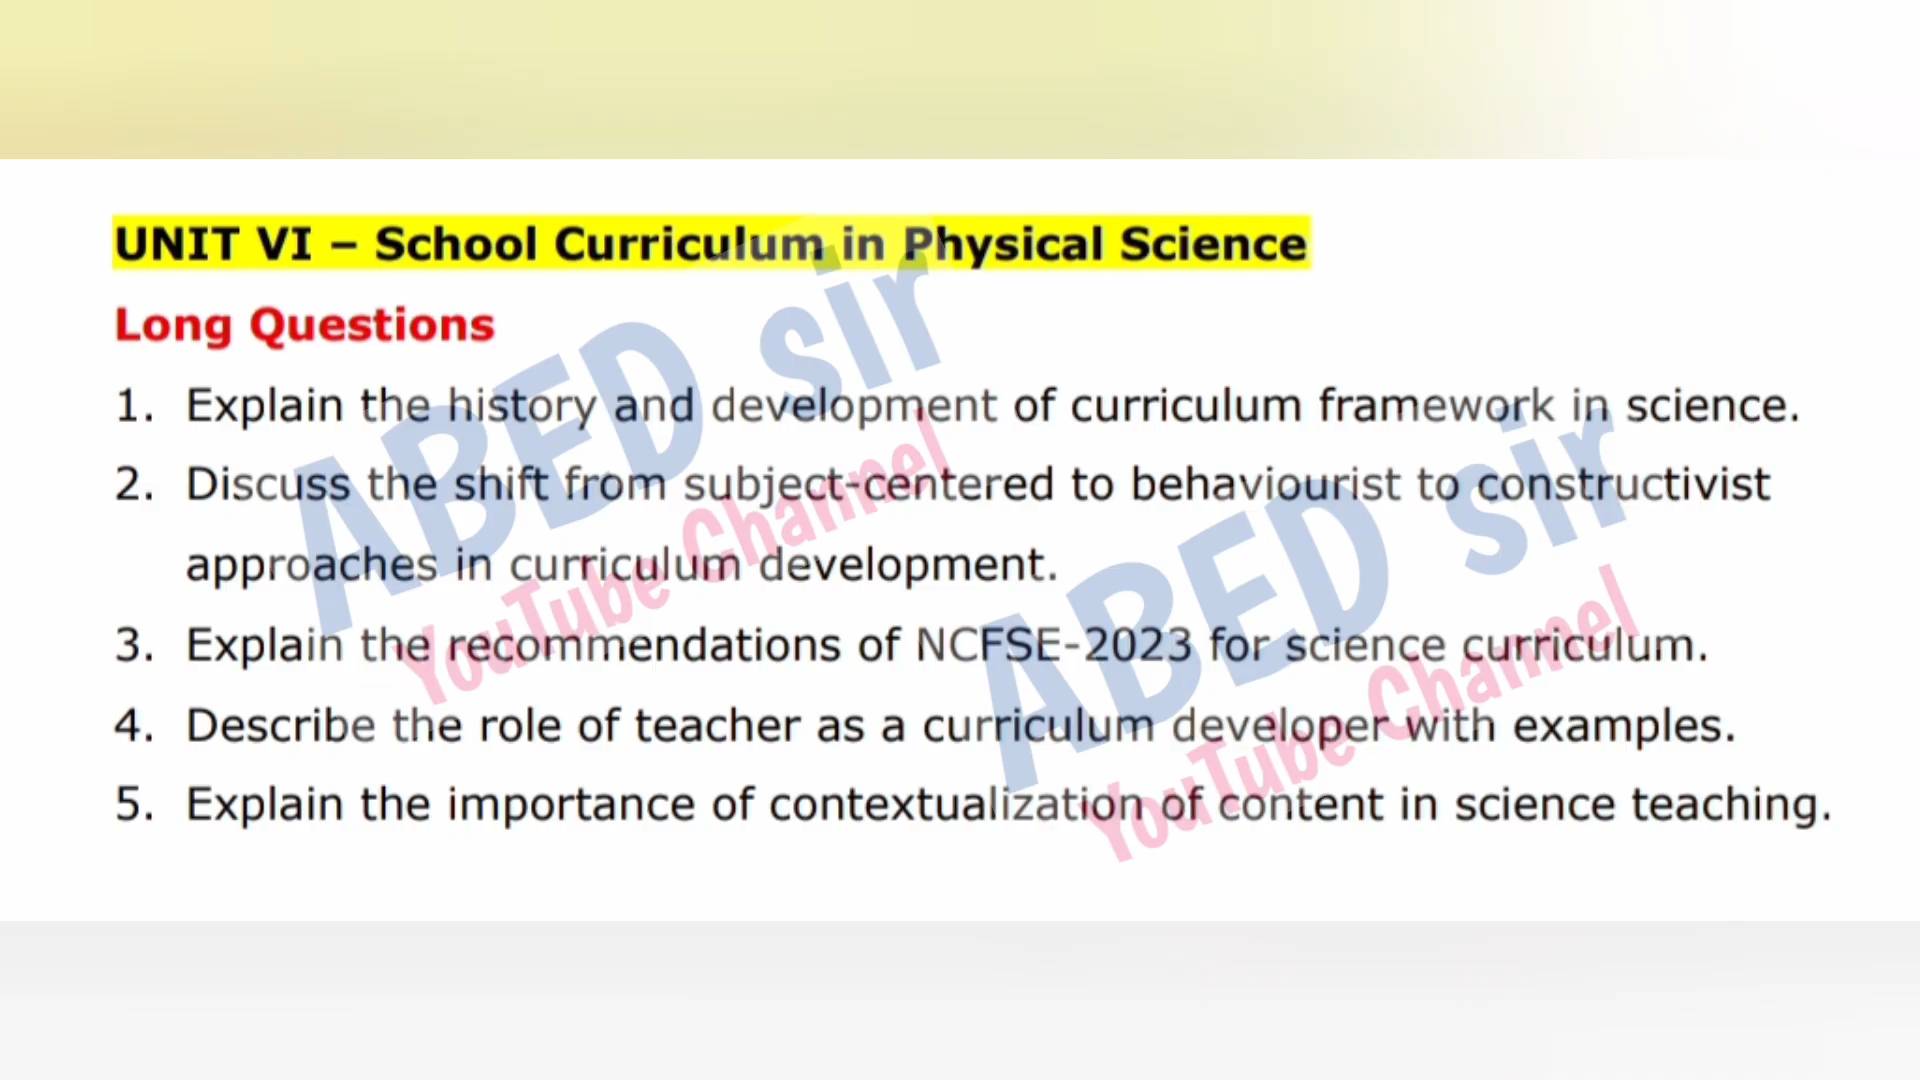 UNIT VI – School Curriculum in Physical Science
Long Questions
1. Explain the history and development of curriculum framework in science.
2. Discuss the shift from subject-centered to behaviourist to constructivist
approaches in curriculum development.
3. Explain the recommendations of NCFSE-2023 for science curriculum.
4. Describe the role of teacher as a curriculum developer with examples.
5. Explain the importance of contextualization of content in science teaching.
ABED sir
YouTube Channel
ABED sir
YouTube Channel